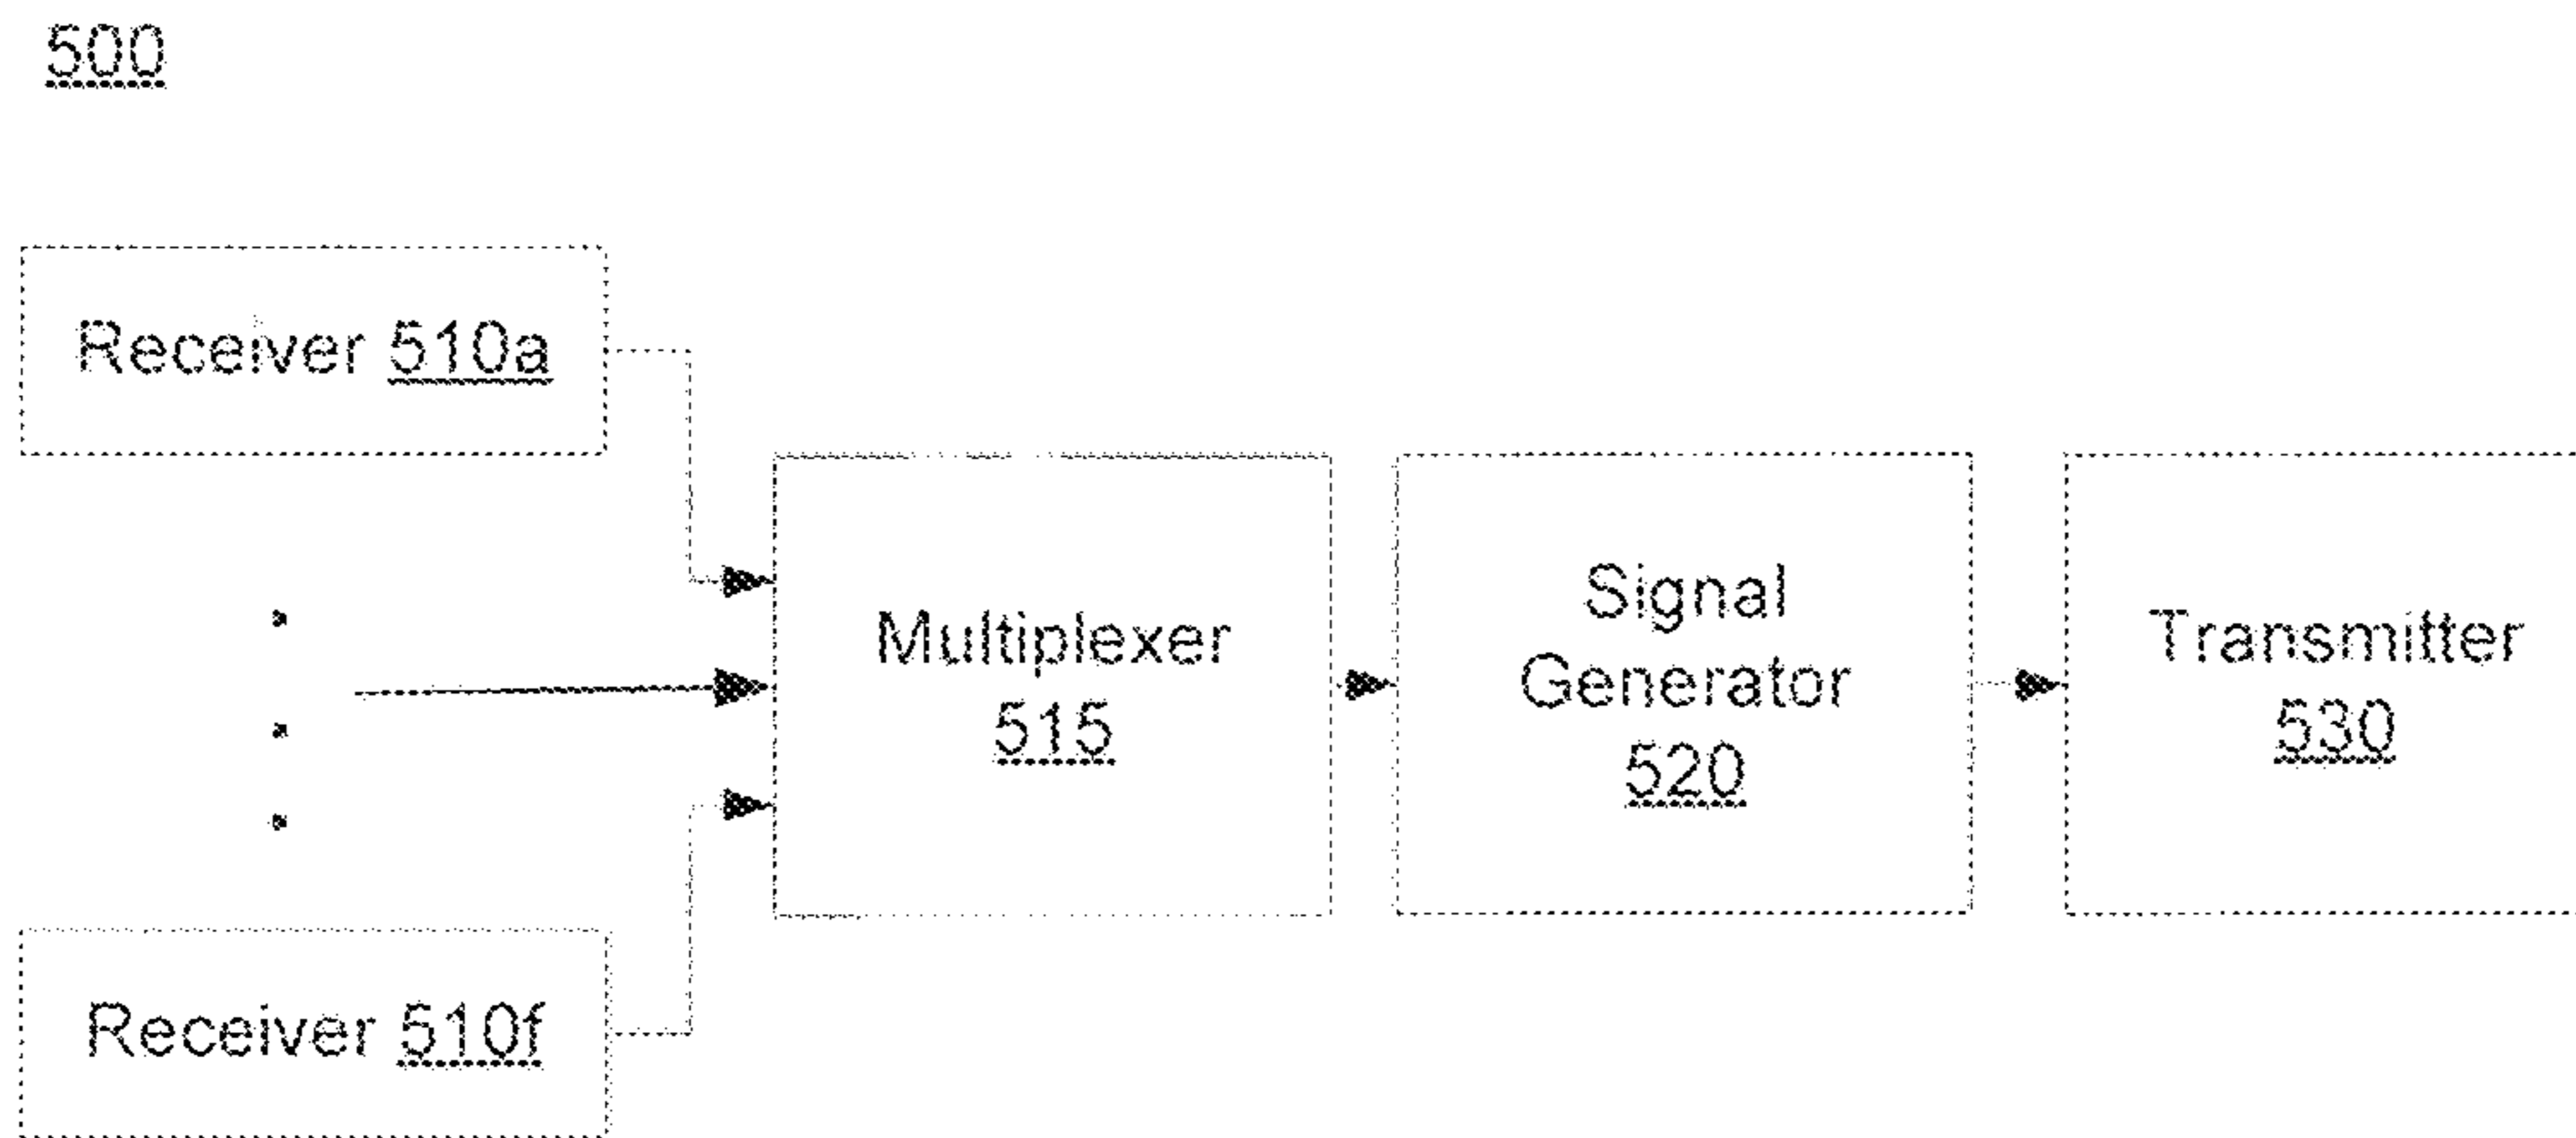 500
Receiver 510a
Multiplexer
515
Signal
Generator
520
Transmitter
530
Receiver 510f